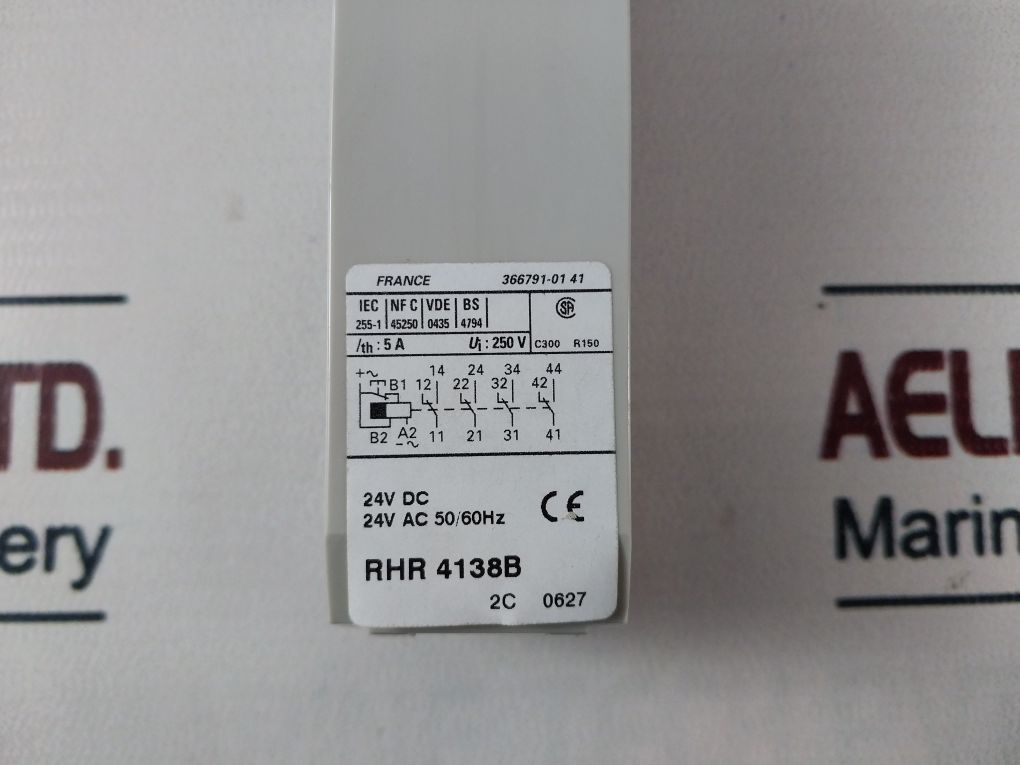 FRANCE 366791-01 41
IEC NF C VDE BS
255-1 45250 0435 4794
Ith : 5 A Ui : 250 V C300 R150
14 24 34 44
+~ B1 12 22 32 42
B2 A2 11 21 31 41
–~
24V DC
24V AC 50/60Hz
CE
RHR 4138B
2C 0627
TD.
ery
AEL
Marin